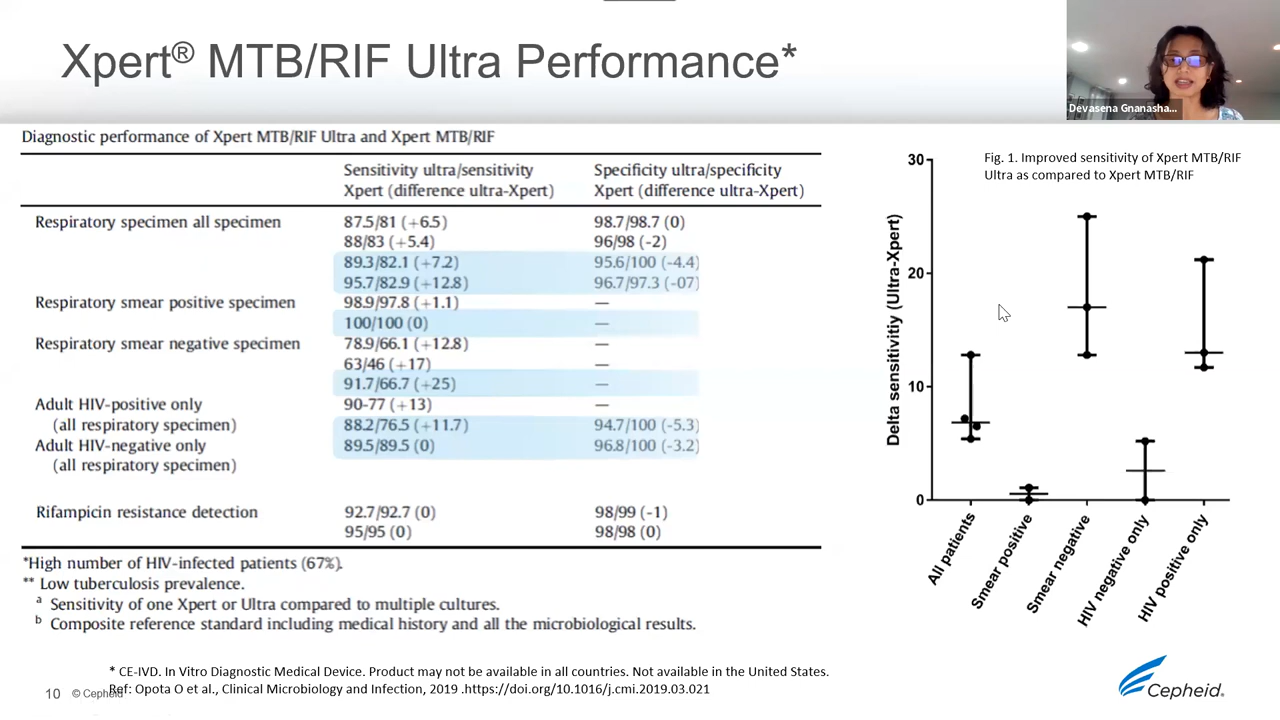 Xpert® MTB/RIF Ultra Performance*
Devasena Gnanasha...
Diagnostic performance of Xpert MTB/RIF Ultra and Xpert MTB/RIF
Sensitivity ultra/sensitivity Specificity ultra/specificity
Xpert (difference ultra-Xpert) Xpert (difference ultra-Xpert)
Respiratory specimen all specimen 87.5/81 (+6.5) 98.7/98.7 (0)
88/83 (+5.4) 96/98 (-2)
89.3/82.1 (+7.2) 95.6/100 (-4.4)
95.7/82.9 (+12.8) 96.7/97.3 (-07)
Respiratory smear positive specimen 98.9/97.8 (+1.1) —
100/100 (0) —
Respiratory smear negative specimen 78.9/66.1 (+12.8) —
63/46 (+17) —
91.7/66.7 (+25) —
Adult HIV-positive only 90-77 (+13) —
(all respiratory specimen) 88.2/76.5 (+11.7) 94.7/100 (-5.3)
Adult HIV-negative only 89.5/89.5 (0) 96.8/100 (-3.2)
(all respiratory specimen)
Rifampicin resistance detection 92.7/92.7 (0) 98/99 (-1)
95/95 (0) 98/98 (0)
*High number of HIV-infected patients (67%).
** Low tuberculosis prevalence.
a Sensitivity of one Xpert or Ultra compared to multiple cultures.
b Composite reference standard including medical history and all the microbiological results.
Fig. 1. Improved sensitivity of Xpert MTB/RIF
Ultra as compared to Xpert MTB/RIF
Delta sensitivitiy (Ultra-Xpert)
30
20
10
0
All patients
Smear positive
Smear negative
HIV negative only
HIV positive only
* CE-IVD. In Vitro Diagnostic Medical Device. Product may not be available in all countries. Not available in the United States.
Ref: Opota O et al., Clinical Microbiology and Infection, 2019 .https://doi.org/10.1016/j.cmi.2019.03.021
10 © Cepheid
Cepheid.